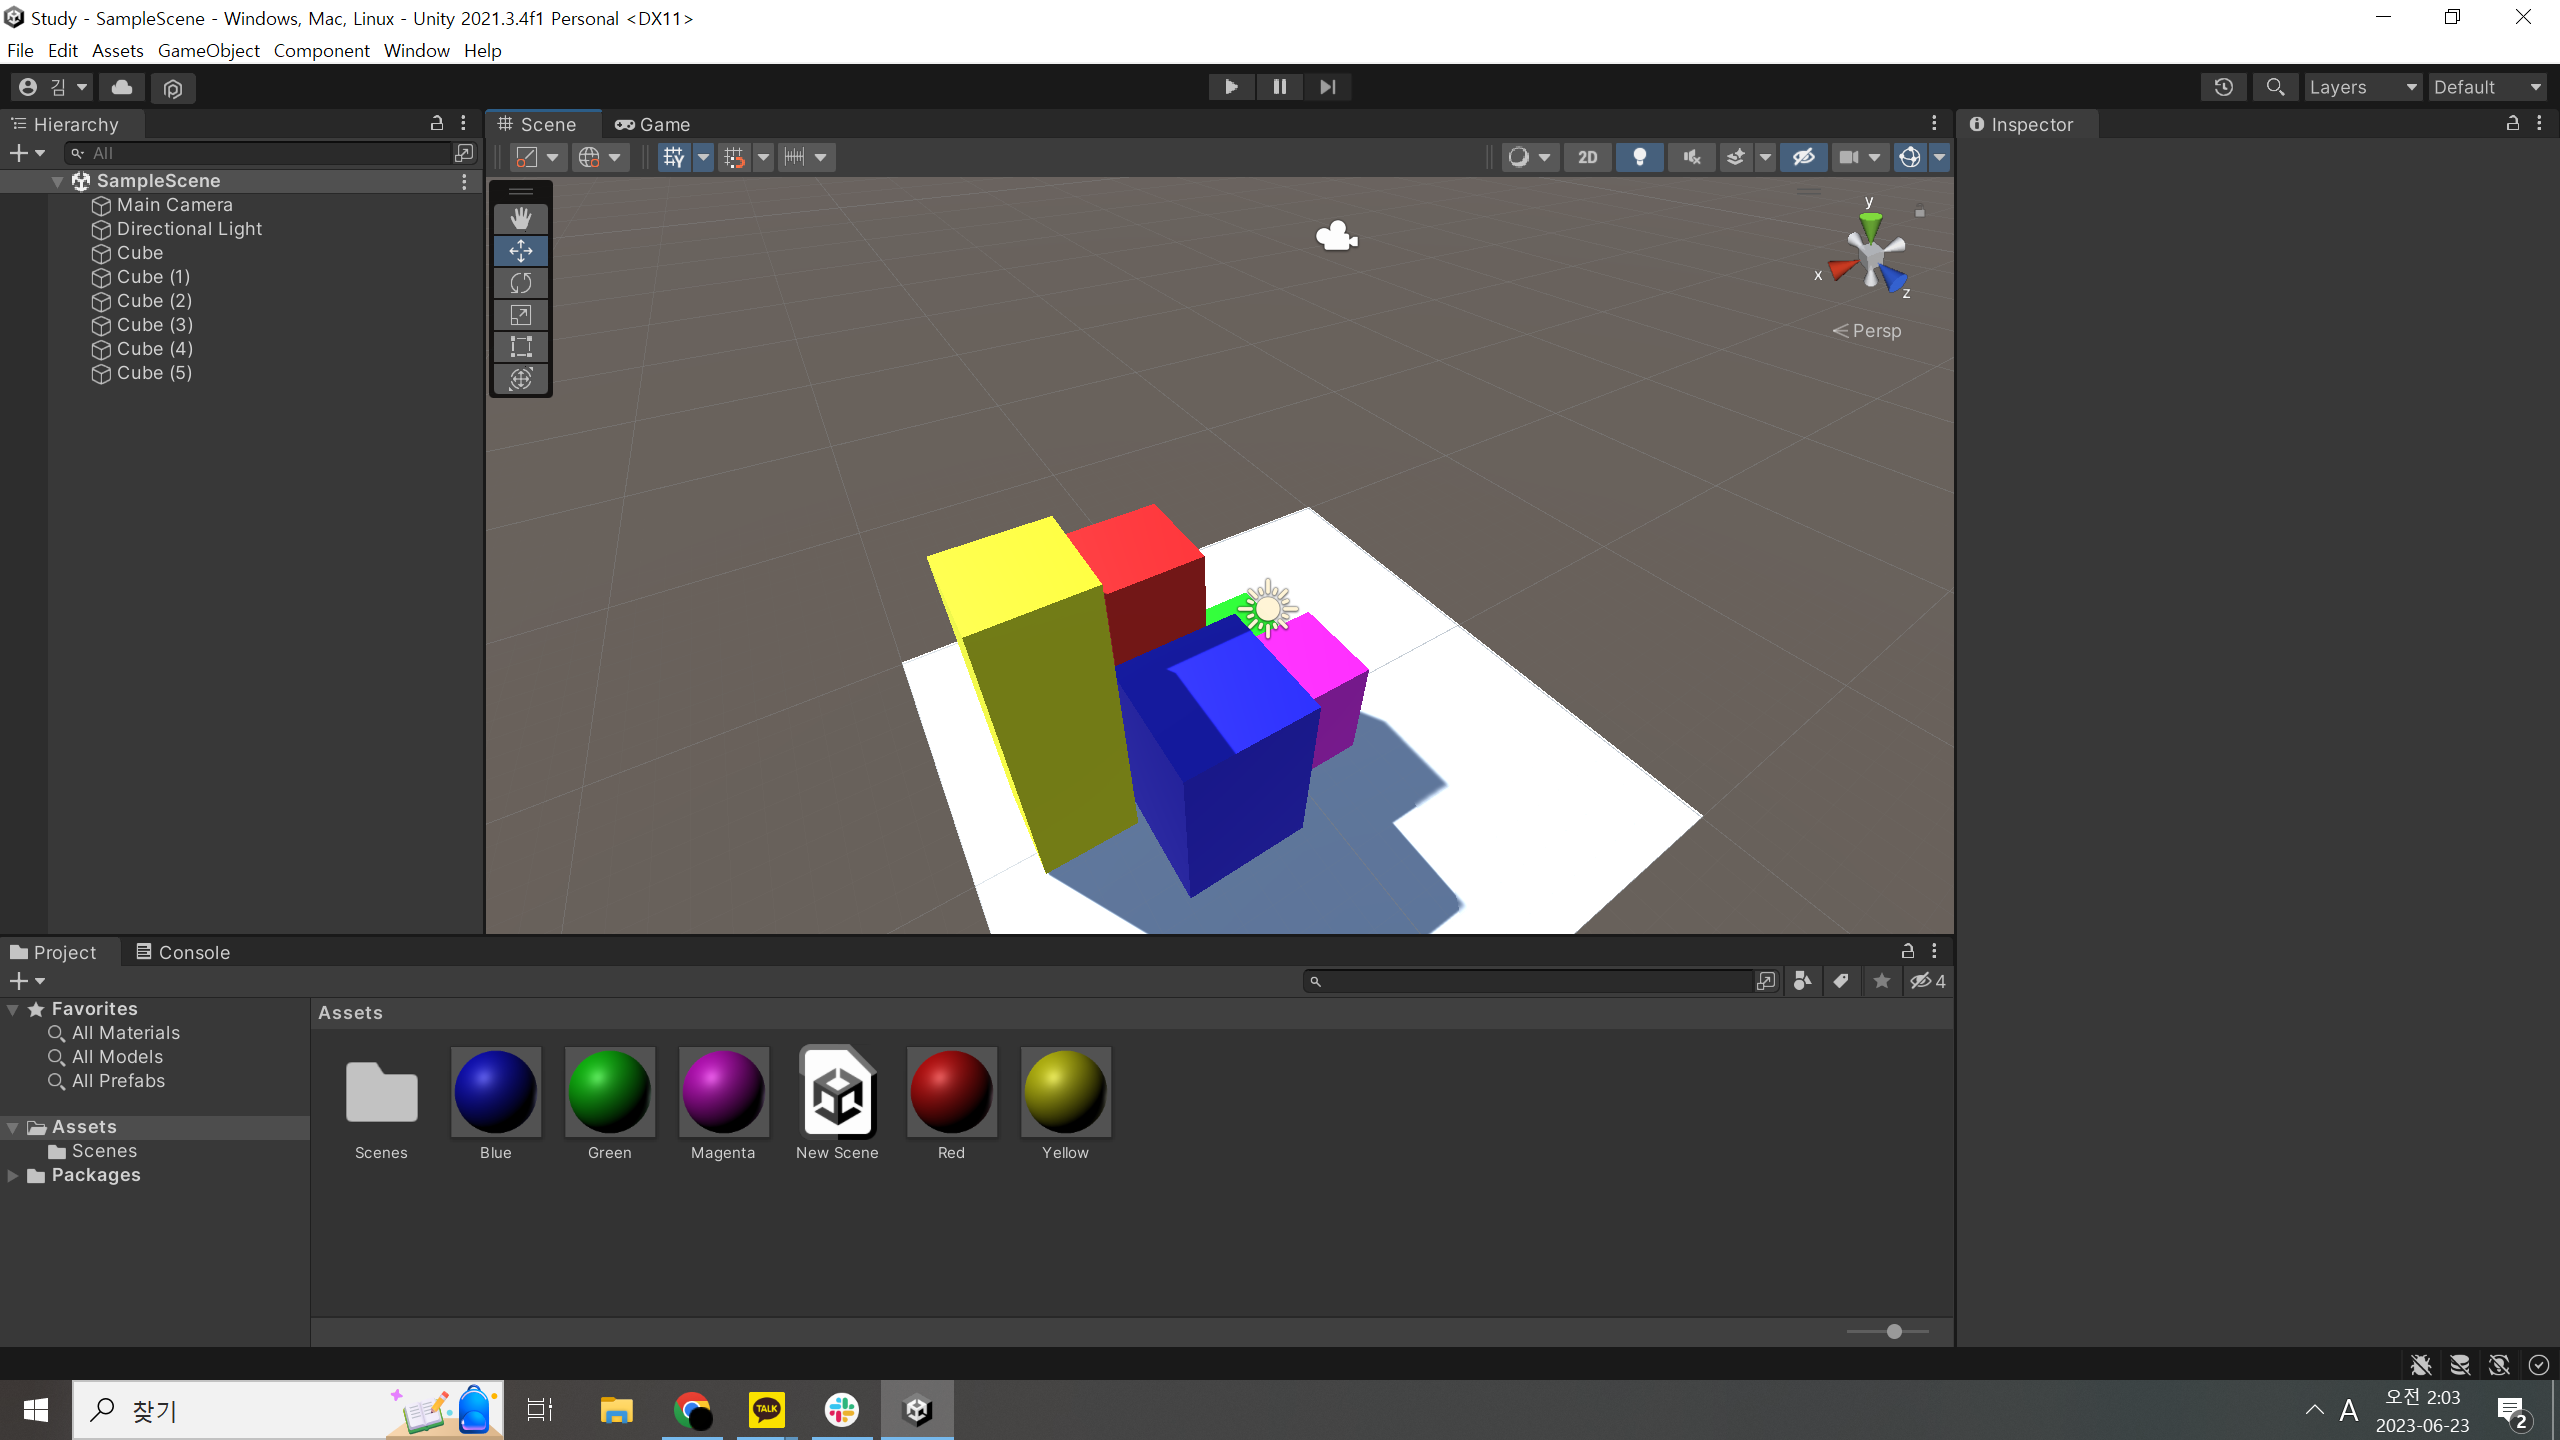 Study - SampleScene - Windows, Mac, Linux - Unity 2021.3.4f1 Personal <DX11>
File Edit Assets GameObject Component Window Help
김 Layers Default
Hierarchy
All
SampleScene
Main Camera
Directional Light
Cube
Cube (1)
Cube (2)
Cube (3)
Cube (4)
Cube (5)
Scene Game
2D
y
x
z
Persp
Inspector
Project Console
4
Favorites
All Materials
All Models
All Prefabs
Assets
Scenes
Packages
Assets
Scenes Blue Green Magenta New Scene Red Yellow
찾기
TALK
A
오전 2:03
2023-06-23
2